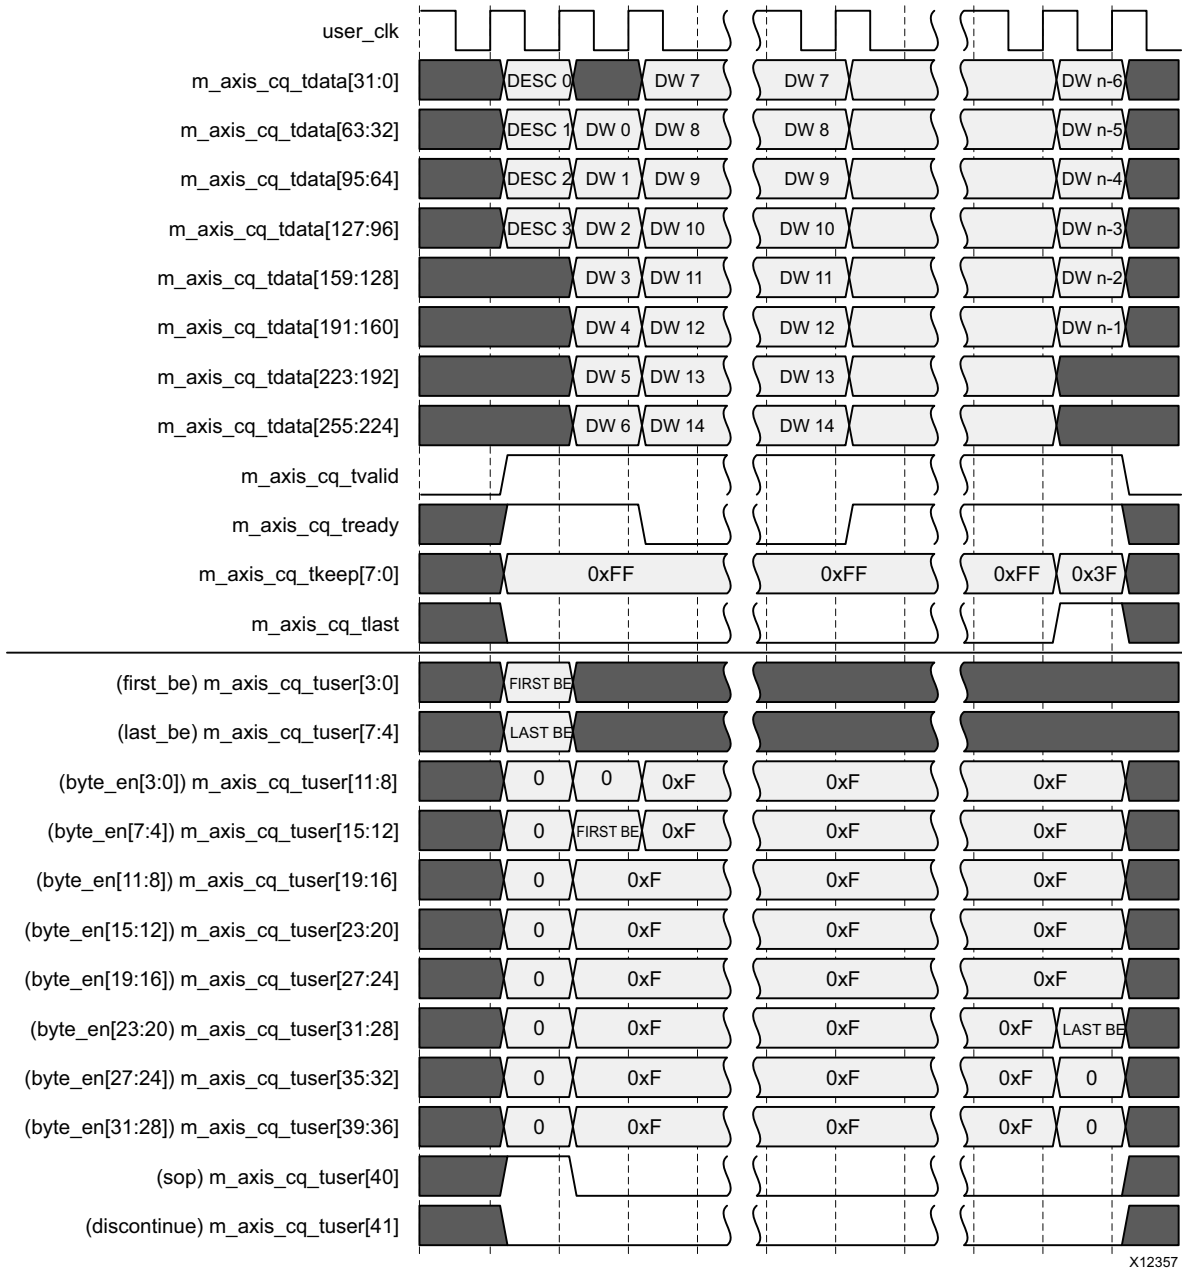 user_clk
m_axis_cq_tdata[31:0] DESC 0 DW 7 DW 7 DW n-6
m_axis_cq_tdata[63:32] DESC 1 DW 0 DW 8 DW 8 DW n-5
m_axis_cq_tdata[95:64] DESC 2 DW 1 DW 9 DW 9 DW n-4
m_axis_cq_tdata[127:96] DESC 3 DW 2 DW 10 DW 10 DW n-3
m_axis_cq_tdata[159:128] DW 3 DW 11 DW 11 DW n-2
m_axis_cq_tdata[191:160] DW 4 DW 12 DW 12 DW n-1
m_axis_cq_tdata[223:192] DW 5 DW 13 DW 13
m_axis_cq_tdata[255:224] DW 6 DW 14 DW 14
m_axis_cq_tvalid
m_axis_cq_tready
m_axis_cq_tkeep[7:0] 0xFF 0xFF 0xFF 0x3F
m_axis_cq_tlast
(first_be) m_axis_cq_tuser[3:0] FIRST BE
(last_be) m_axis_cq_tuser[7:4] LAST BE
(byte_en[3:0]) m_axis_cq_tuser[11:8] 0 0 0xF 0xF 0xF
(byte_en[7:4]) m_axis_cq_tuser[15:12] 0 FIRST BE 0xF 0xF 0xF
(byte_en[11:8]) m_axis_cq_tuser[19:16] 0 0xF 0xF 0xF
(byte_en[15:12]) m_axis_cq_tuser[23:20] 0 0xF 0xF 0xF
(byte_en[19:16]) m_axis_cq_tuser[27:24] 0 0xF 0xF 0xF
(byte_en[23:20) m_axis_cq_tuser[31:28] 0 0xF 0xF 0xF LAST BE
(byte_en[27:24]) m_axis_cq_tuser[35:32] 0 0xF 0xF 0xF 0
(byte_en[31:28]) m_axis_cq_tuser[39:36] 0 0xF 0xF 0xF 0
(sop) m_axis_cq_tuser[40]
(discontinue) m_axis_cq_tuser[41]
X12357